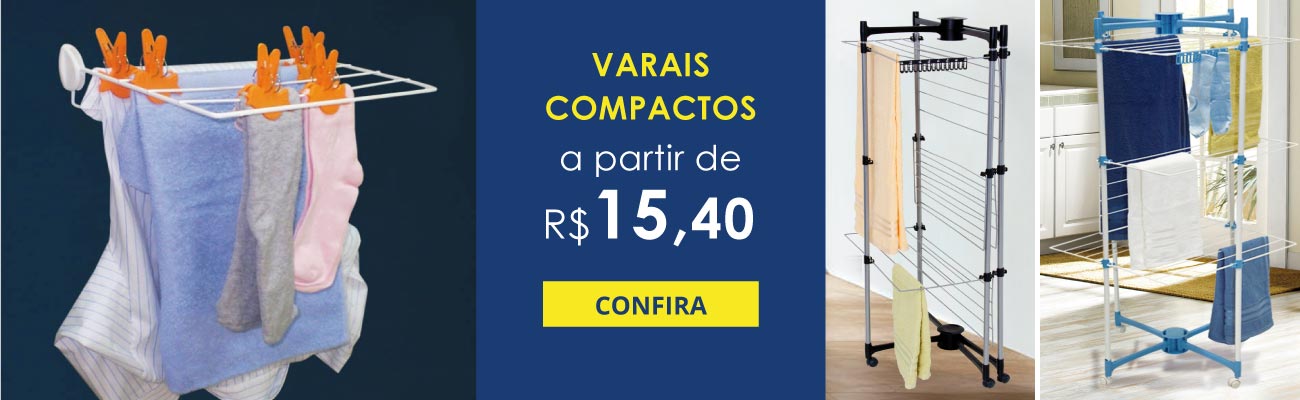 VARAIS
COMPACTOS
a partir de
R$ 15,40
CONFIRA